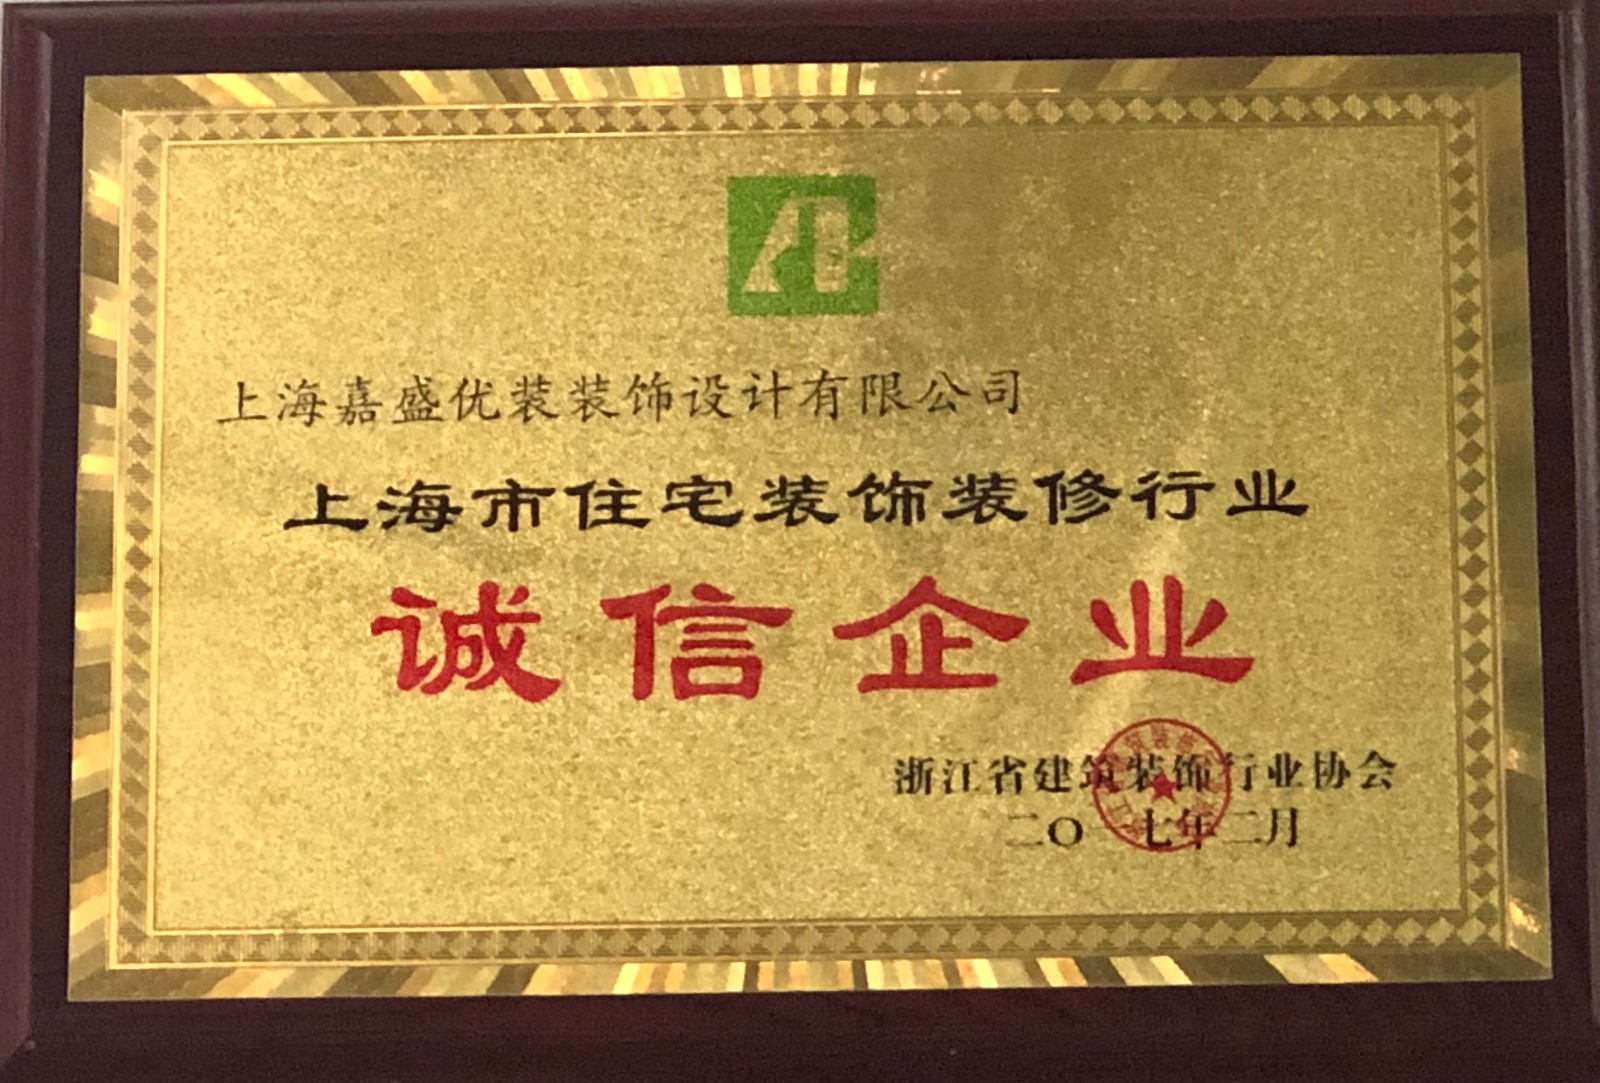 上海嘉盛优装装饰设计有限公司
上海市住宅装饰装修行业
诚信企业
浙江省建筑装饰行业协会
二〇一七年二月